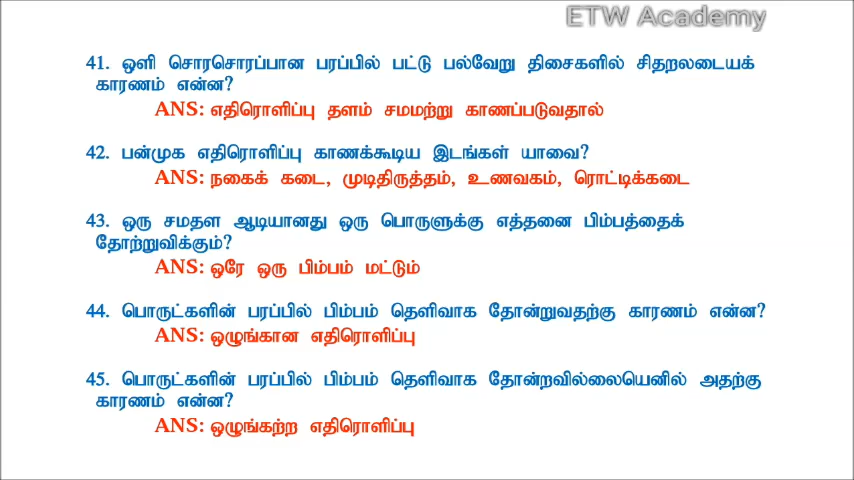 ETW Academy
41. ஒளி சொரசொரப்பான பரப்பில் பட்டு பல்வேறு திசைகளில் சிதறலடையக்
காரணம் என்ன?
ANS: எதிரொளிப்பு தளம் சமமற்று காணப்படுவதால்
42. பன்முக எதிரொளிப்பு காணக்கூடிய இடங்கள் யாவை?
ANS: நகைக் கடை, முடிதிருத்தம், உணவகம், ரொட்டிக்கடை
43. ஒரு சமதள ஆடியானது ஒரு பொருளுக்கு எத்தனை பிம்பத்தைக்
தோற்றுவிக்கும்?
ANS: ஒரே ஒரு பிம்பம் மட்டும்
44. பொருட்களின் பரப்பில் பிம்பம் தெளிவாக தோன்றுவதற்கு காரணம் என்ன?
ANS: ஒழுங்கான எதிரொளிப்பு
45. பொருட்களின் பரப்பில் பிம்பம் தெளிவாக தோன்றவில்லையெனில் அதற்கு
காரணம் என்ன?
ANS: ஒழுங்கற்ற எதிரொளிப்பு